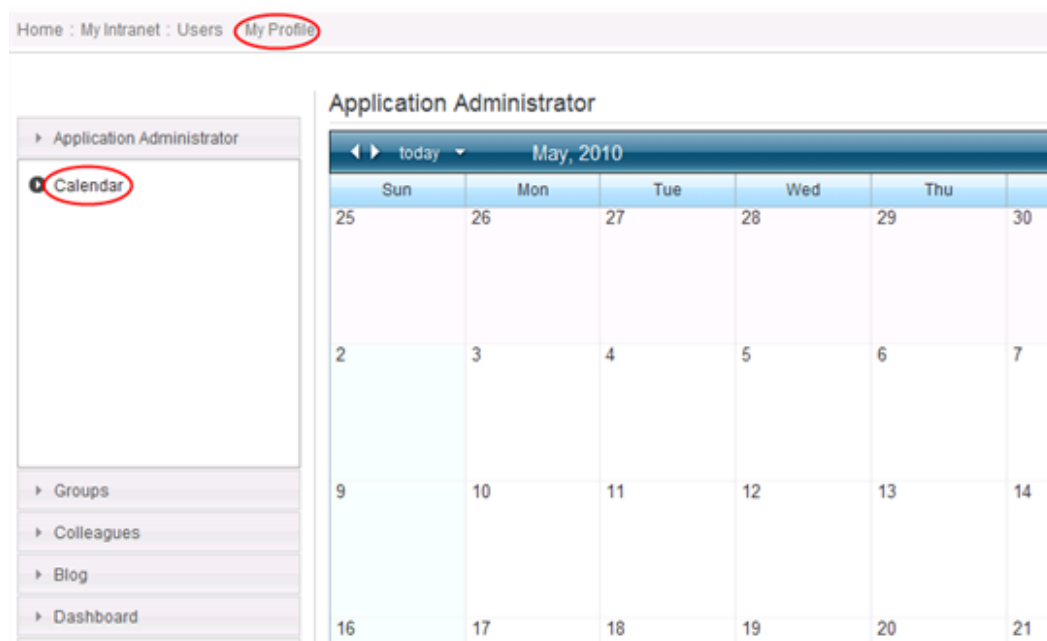 Home : My Intranet : Users : My Profile
Application Administrator
Application Administrator
Calendar
Groups
Colleagues
Blog
Dashboard
today May, 2010
Sun Mon Tue Wed Thu
25 26 27 28 29 30
2 3 4 5 6 7
9 10 11 12 13 14
16 17 18 19 20 21